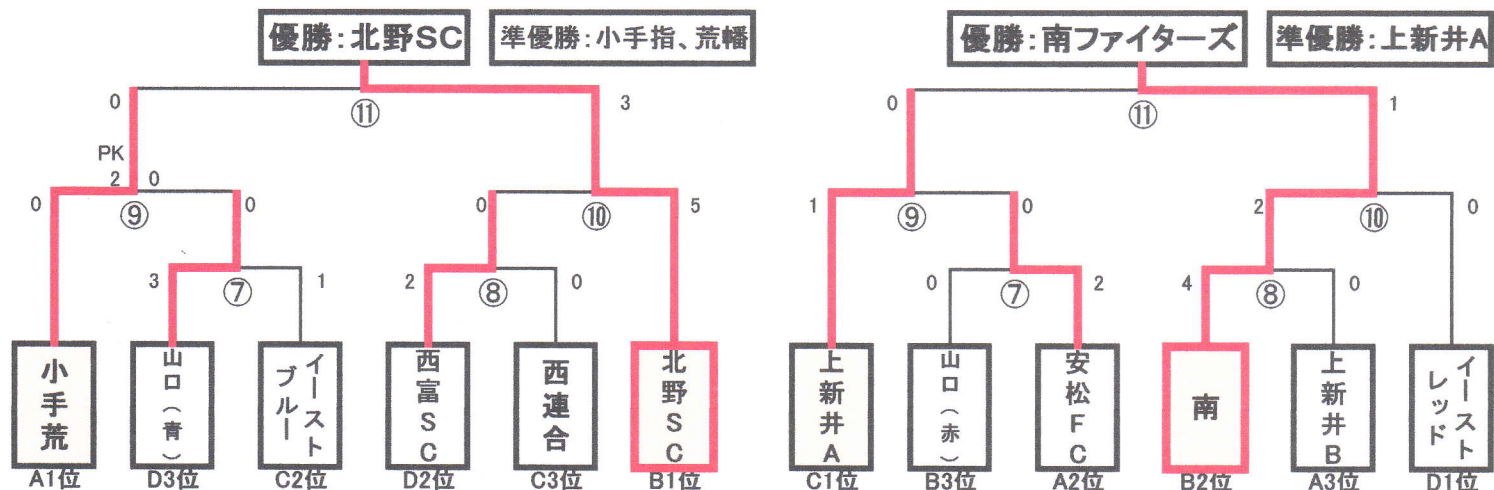 優勝:北野SC
準優勝:小手指、荒幡
優勝:南ファイターズ
準優勝:上新井A
0
⑪
3
0
⑪
1
PK
2
0
0
⑨
0
0
⑩
5
1
⑨
0
2
⑩
0
3
⑦
1
2
⑧
0
0
⑦
2
4
⑧
0
小手荒
山口(青)
イースト
ブルー
西富SC
西連合
北野SC
上新井A
山口(赤)
安松FC
南
上新井B
イースト
レッド
A1位
D3位
C2位
D2位
C3位
B1位
C1位
B3位
A2位
B2位
A3位
D1位